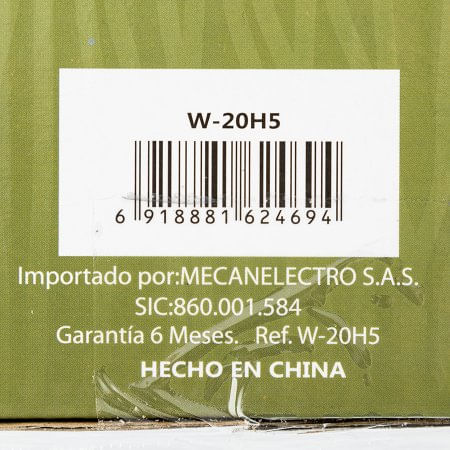 W-20H5
6 918881 624694
Importado por:MECANELECTRO S.A.S.
SIC:860.001.584
Garantía 6 Meses. Ref. W-20H5
HECHO EN CHINA